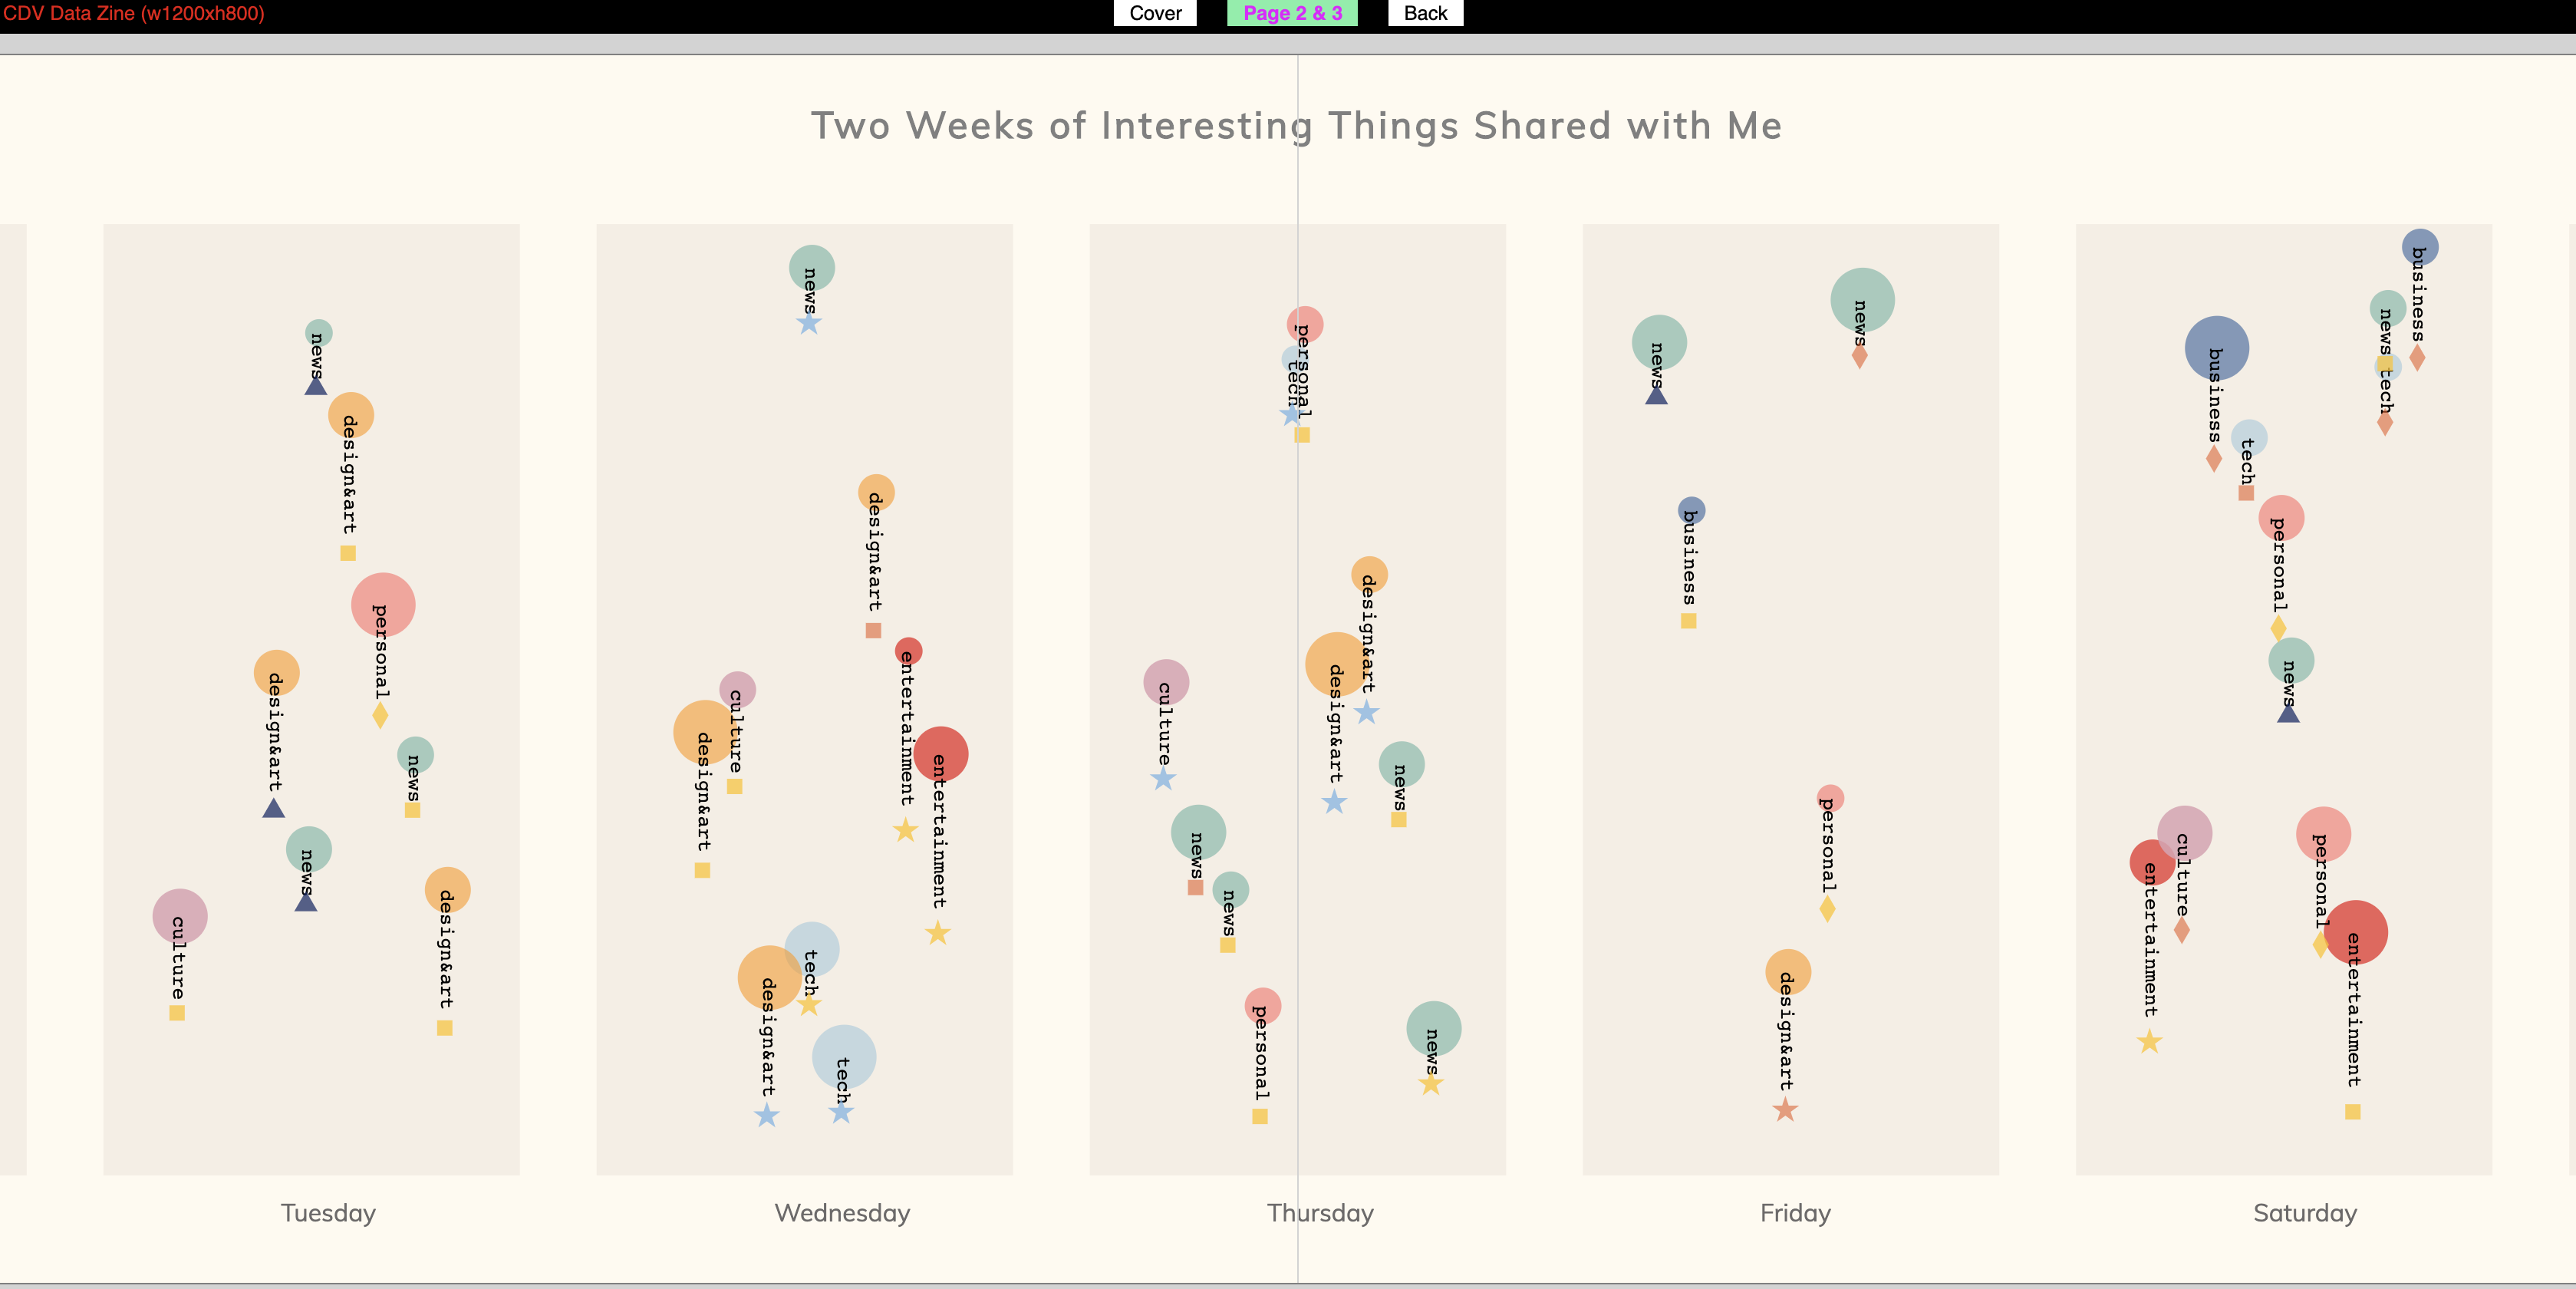 CDV Data Zine (w1200xh800)
Cover
Page 2 & 3
Back
Two Weeks of Interesting Things Shared with Me
news
design&art
personal
design&art
news
news
design&art
culture
Tuesday
news
design&art
entertainment
culture
design&art
entertainment
tech
design&art
tech
Wednesday
personal
tech
design&art
design&art
culture
news
news
news
personal
news
Thursday
news
news
business
personal
design&art
Friday
business
news
business
tech
tech
personal
news
culture
personal
entertainment
entertainment
Saturday